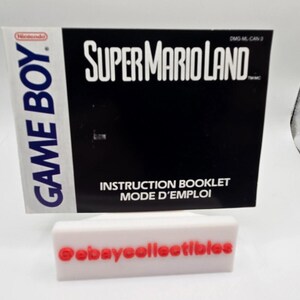 Nintendo
GAME BOY
DMG-ML-CAN-3
SUPER MARIO LAND
INSTRUCTION BOOKLET
MODE D'EMPLOI
@ebaycollectibles